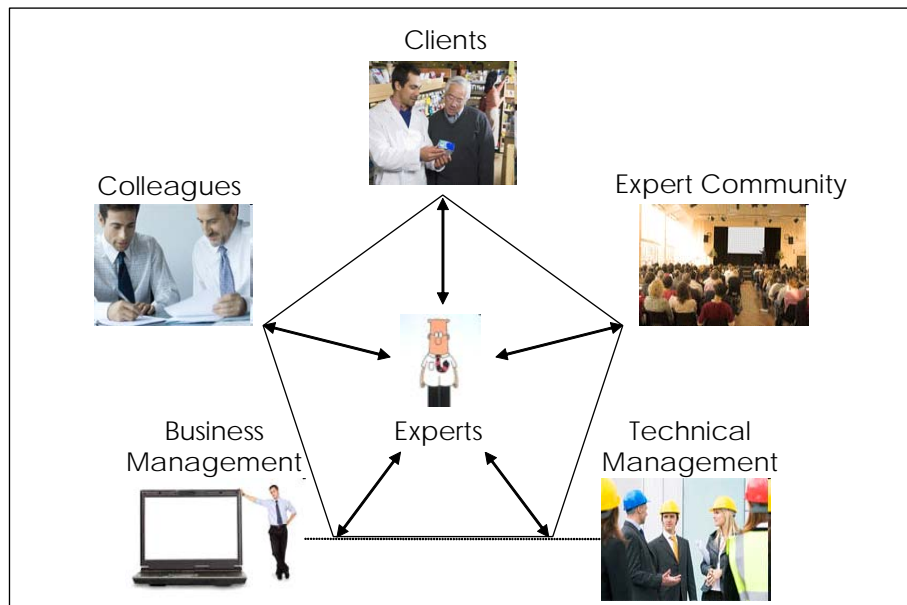 Clients
Colleagues
Expert Community
Business
Management
Experts
Technical
Management